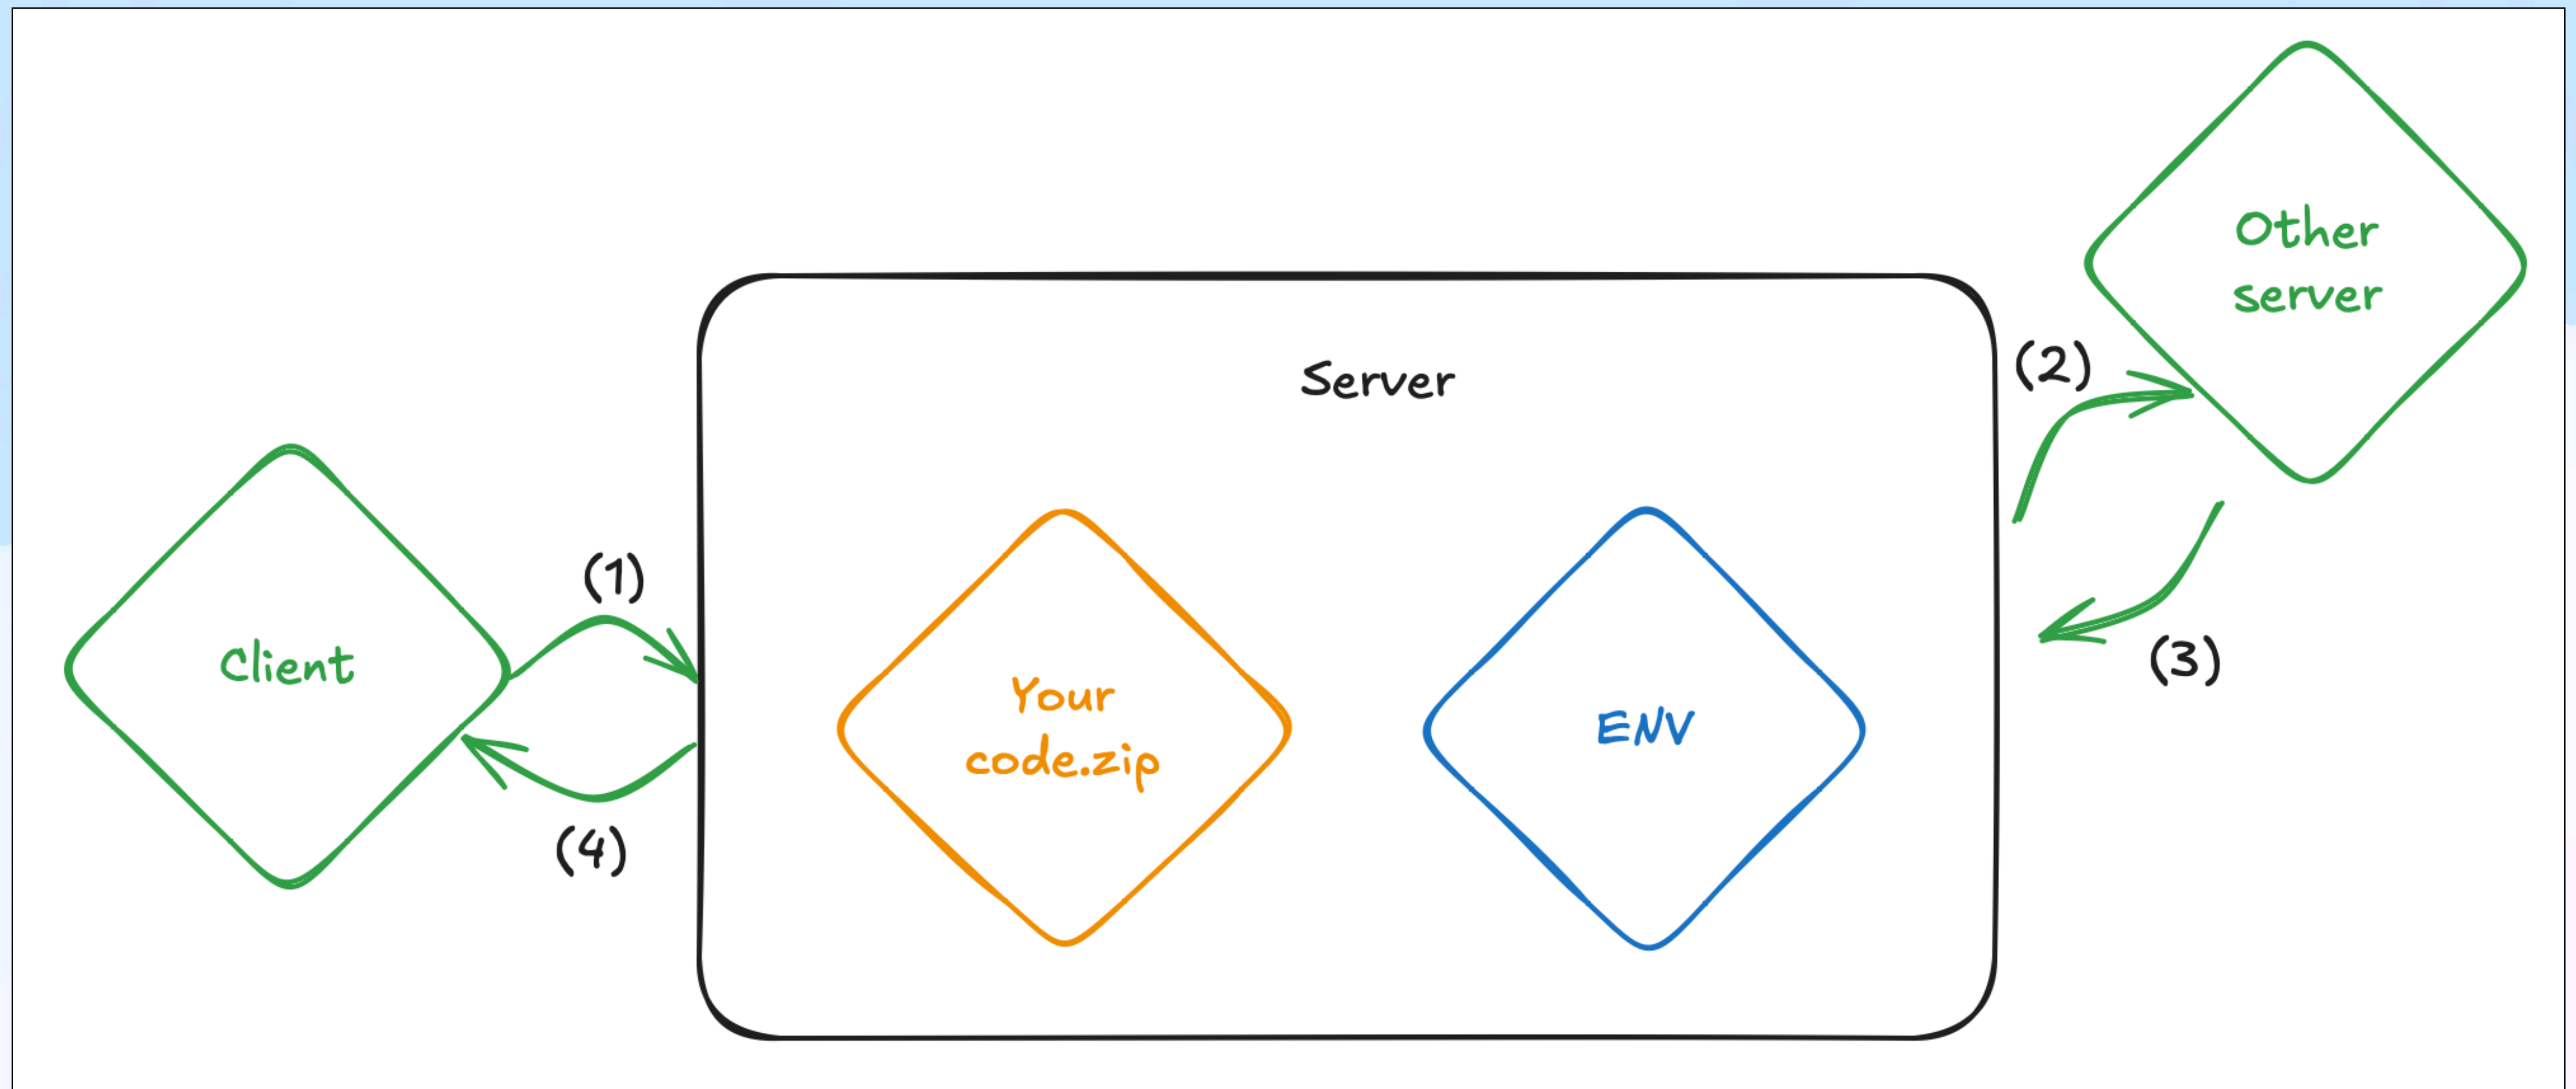 Other
server
(2)
Server
(1)
Client
Your
code.zip
ENV
(3)
(4)